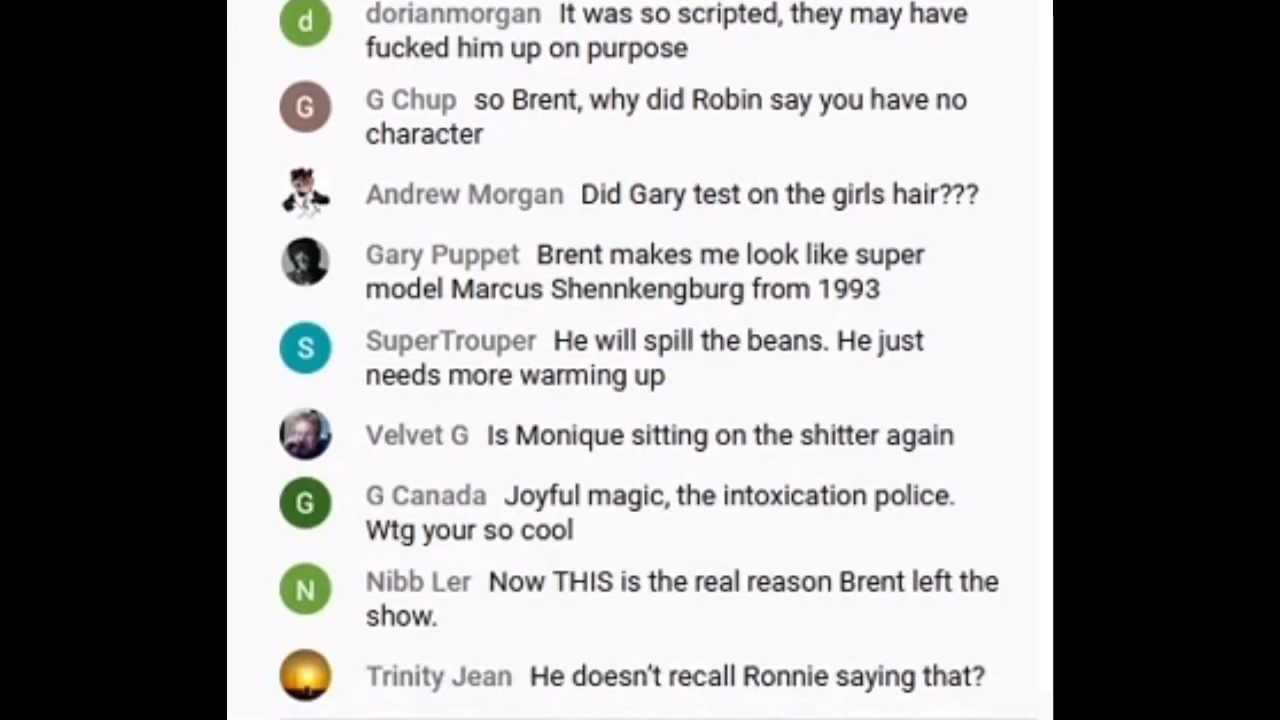 d dorianmorgan It was so scripted, they may have
fucked him up on purpose
G G Chup so Brent, why did Robin say you have no
character
Andrew Morgan Did Gary test on the girls hair???
Gary Puppet Brent makes me look like super
model Marcus Shennkengburg from 1993
S SuperTrouper He will spill the beans. He just
needs more warming up
Velvet G Is Monique sitting on the shitter again
G G Canada Joyful magic, the intoxication police.
Wtg your so cool
N Nibb Ler Now THIS is the real reason Brent left the
show.
Trinity Jean He doesn't recall Ronnie saying that?